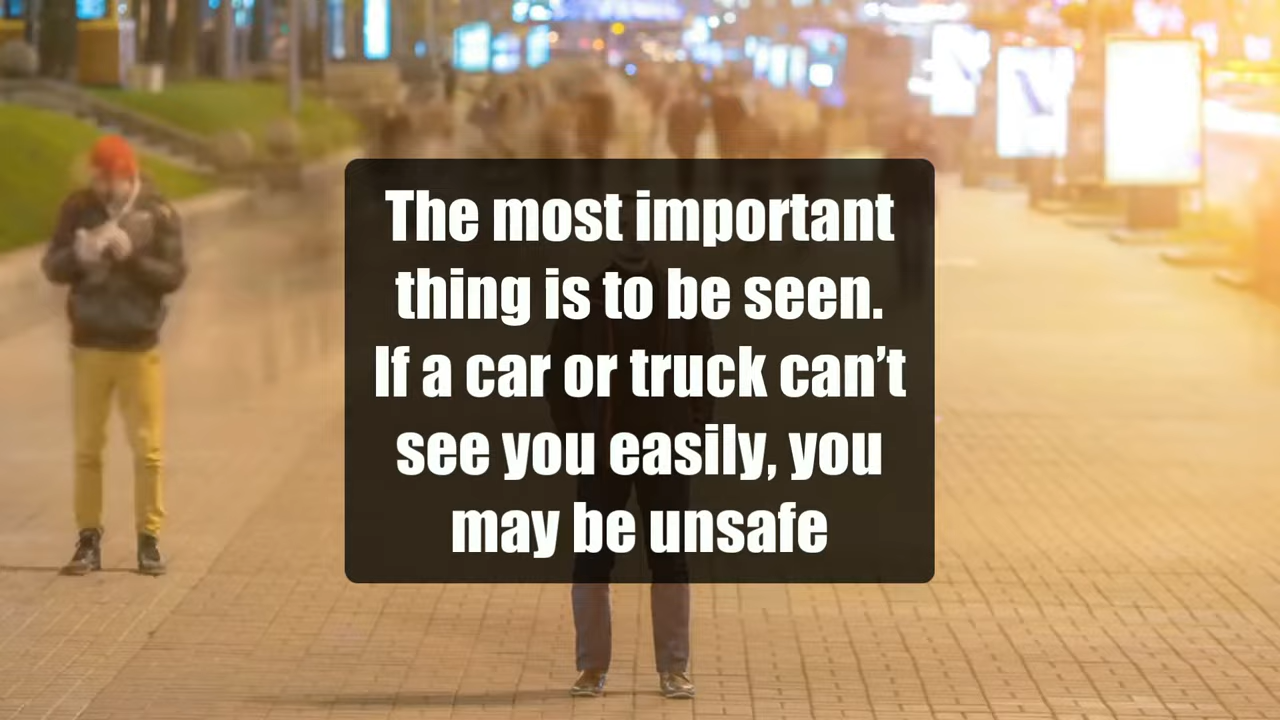 The most important
thing is to be seen.
If a car or truck can’t
see you easily, you
may be unsafe